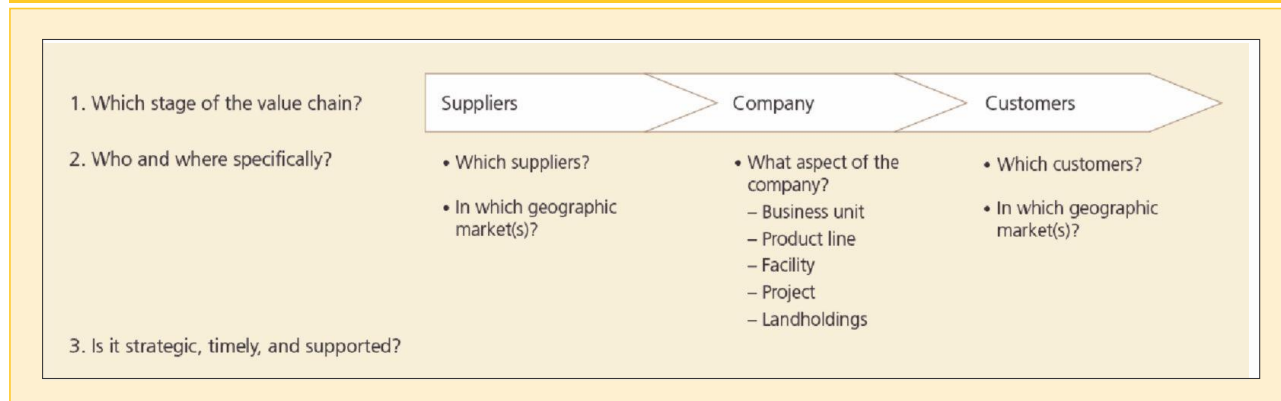 1. Which stage of the value chain?
Suppliers
Company
Customers
2. Who and where specifically?
• Which suppliers?
• In which geographic
market(s)?
• What aspect of the
company?
– Business unit
– Product line
– Facility
– Project
– Landholdings
• Which customers?
• In which geographic
market(s)?
3. Is it strategic, timely, and supported?